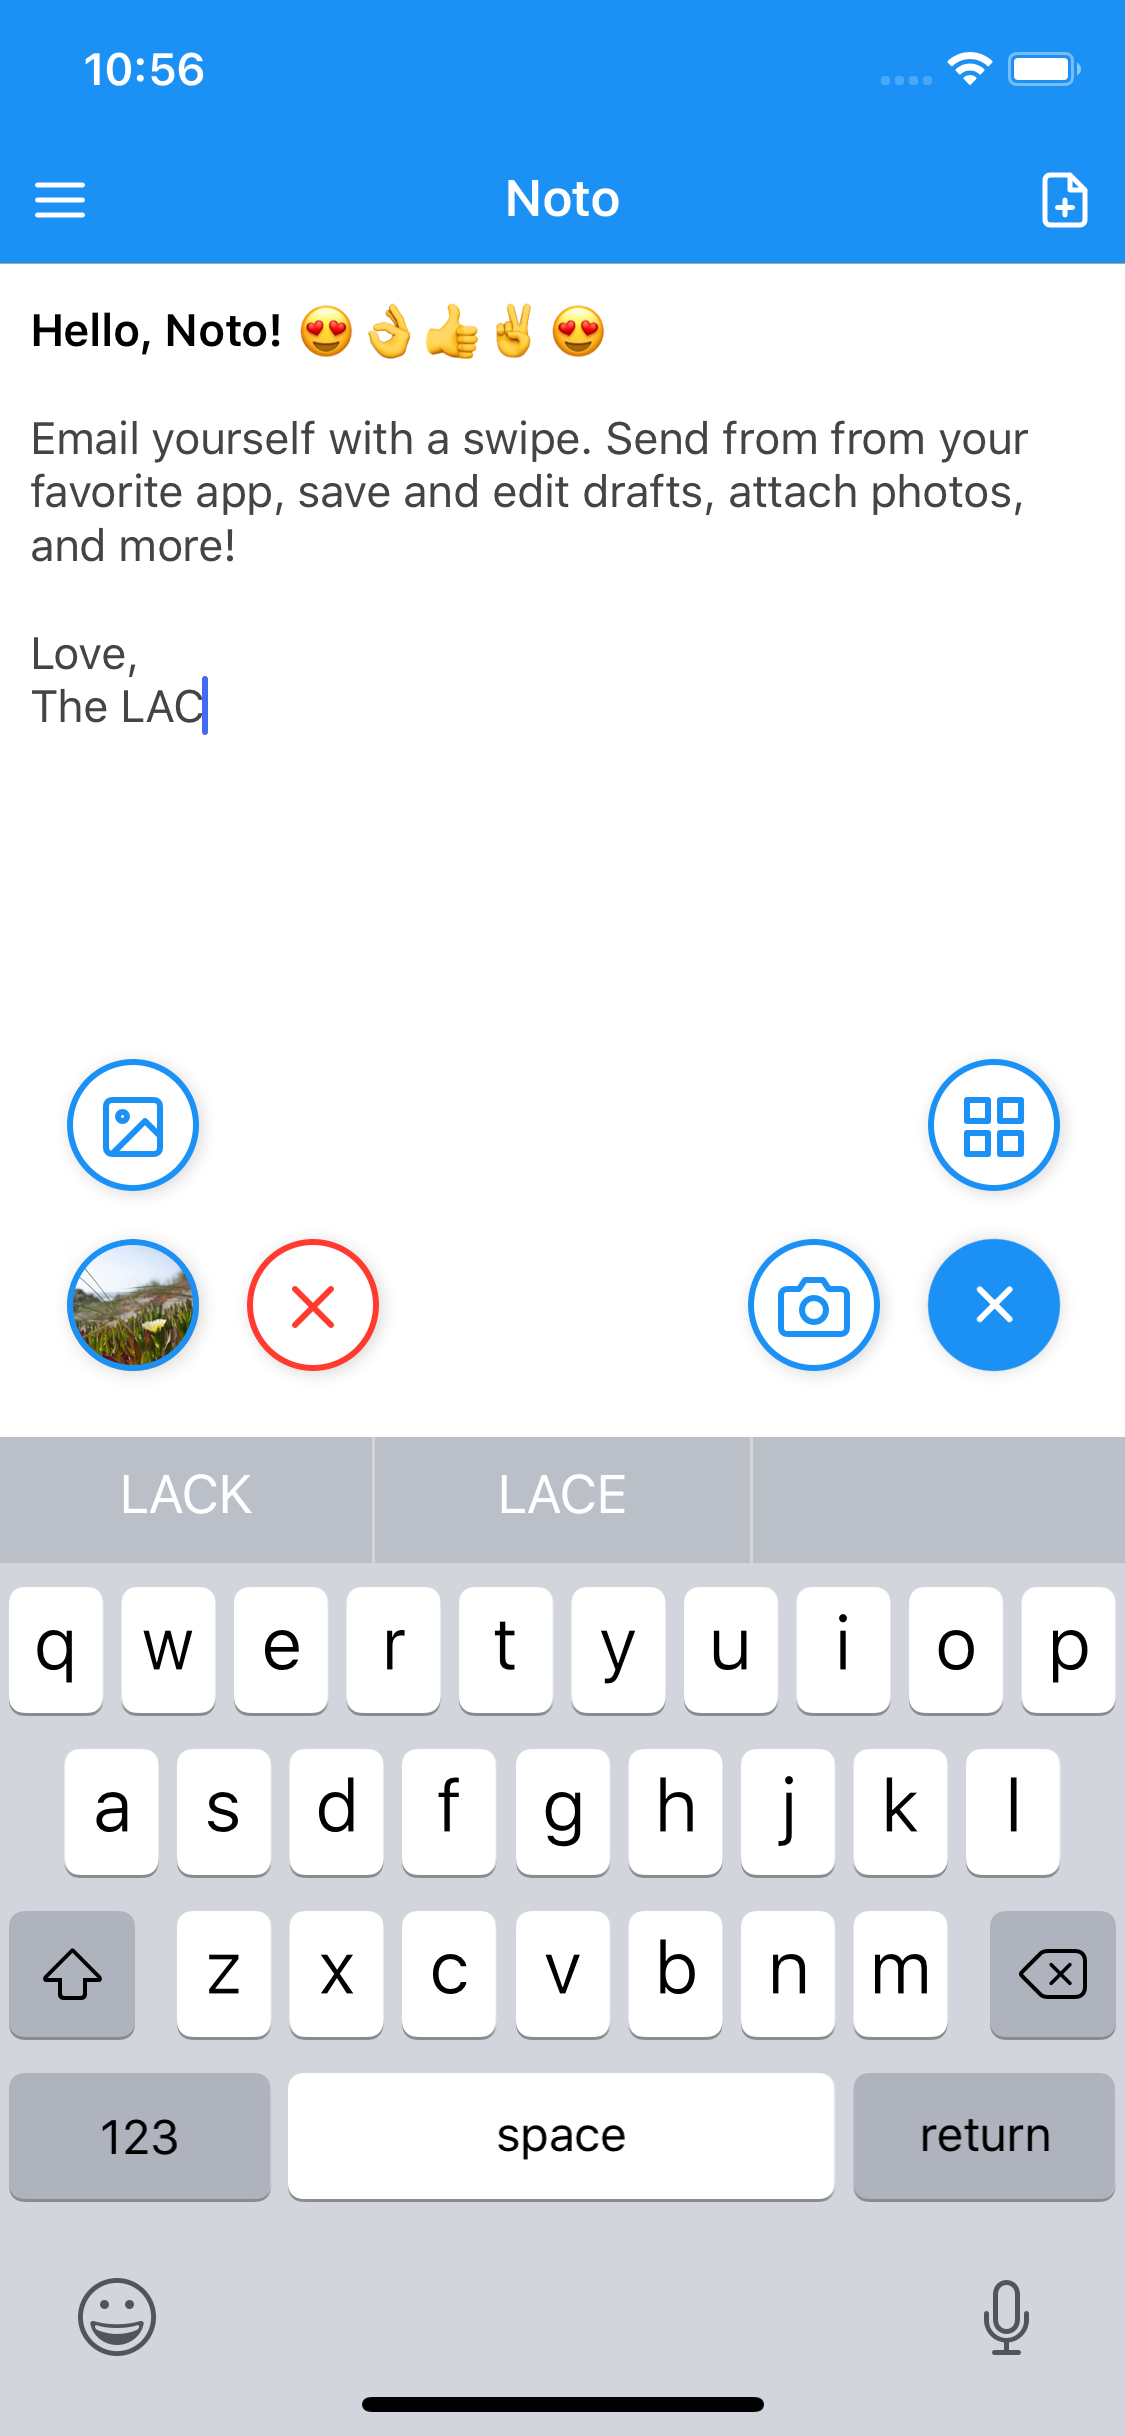 10:56
Noto
Hello, Noto! 😍👌👍✌️😍
Email yourself with a swipe. Send from from your
favorite app, save and edit drafts, attach photos,
and more!
Love,
The LAC
LACK LACE
q w e r t y u i o p
a s d f g h j k l
z x c v b n m
123 space return